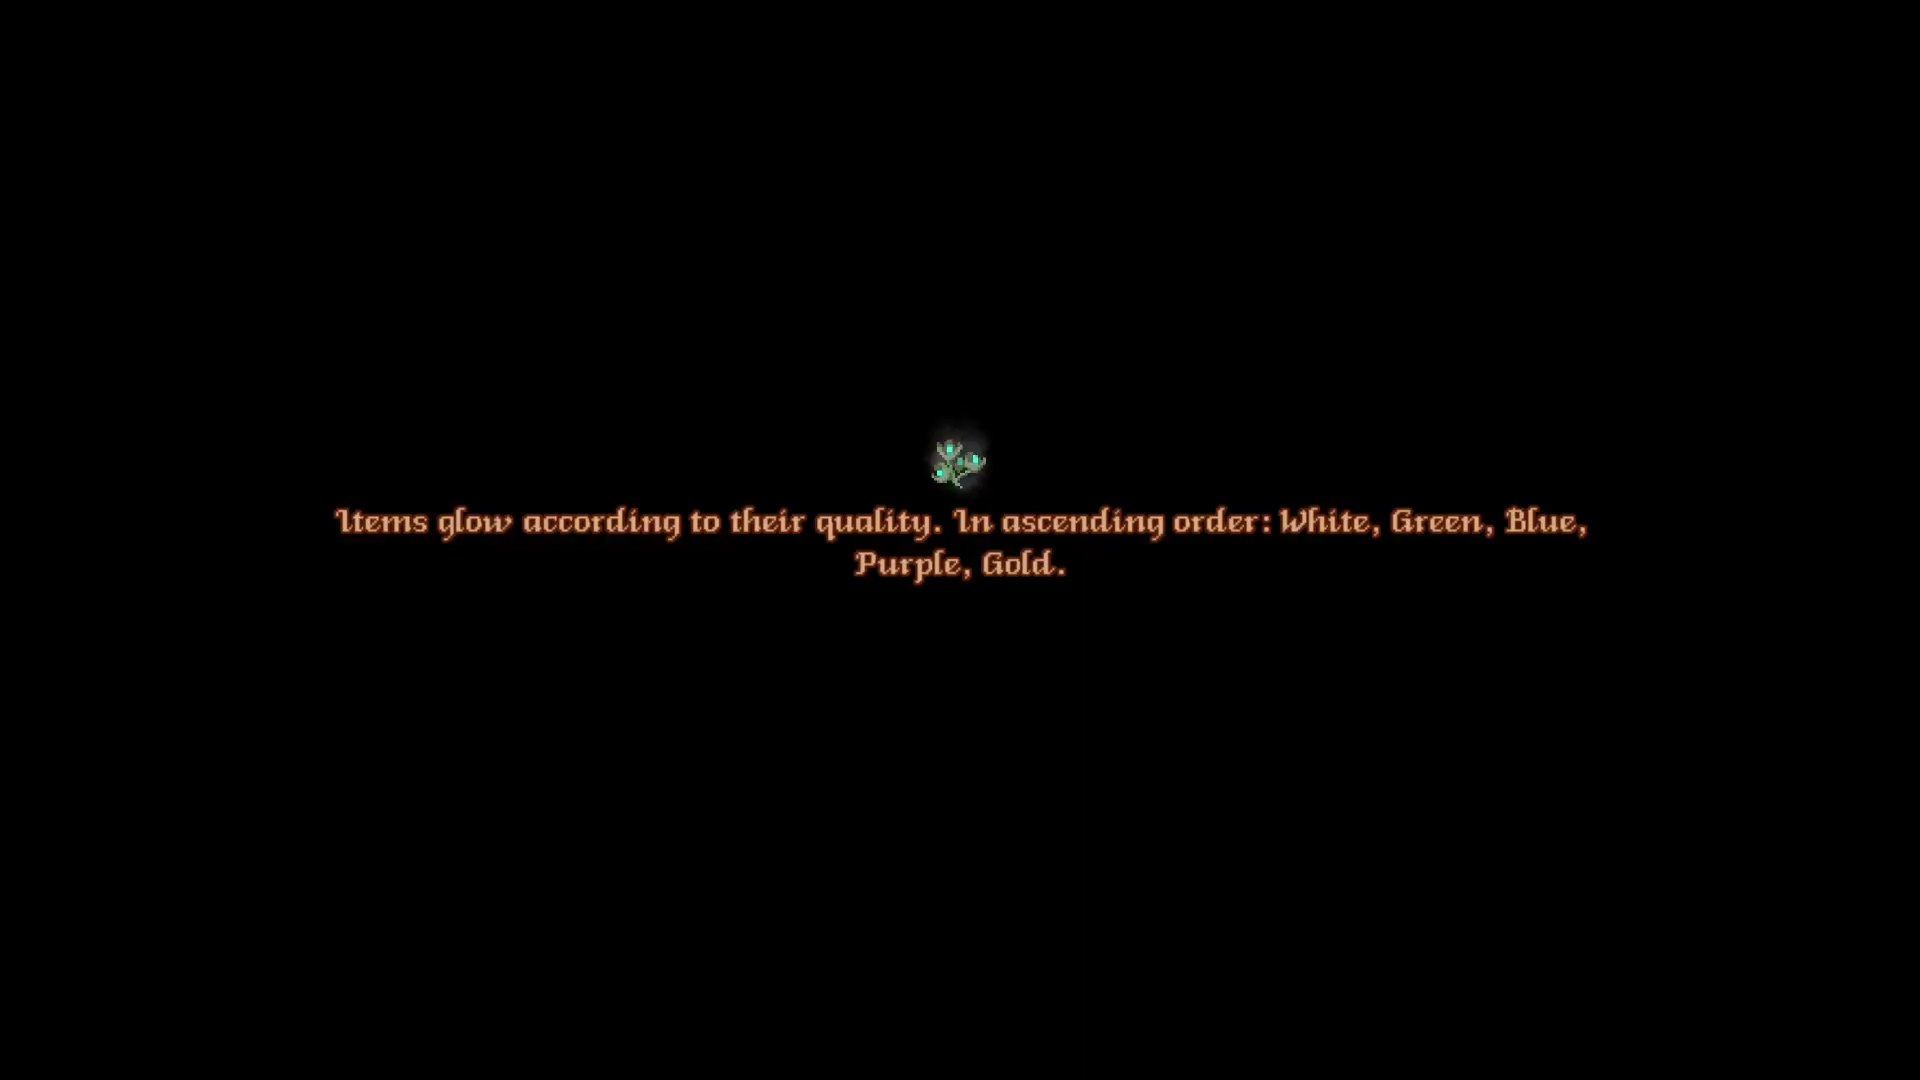 Items glow according to their quality. In ascending order: White, Green, Blue,
Purple, Gold.